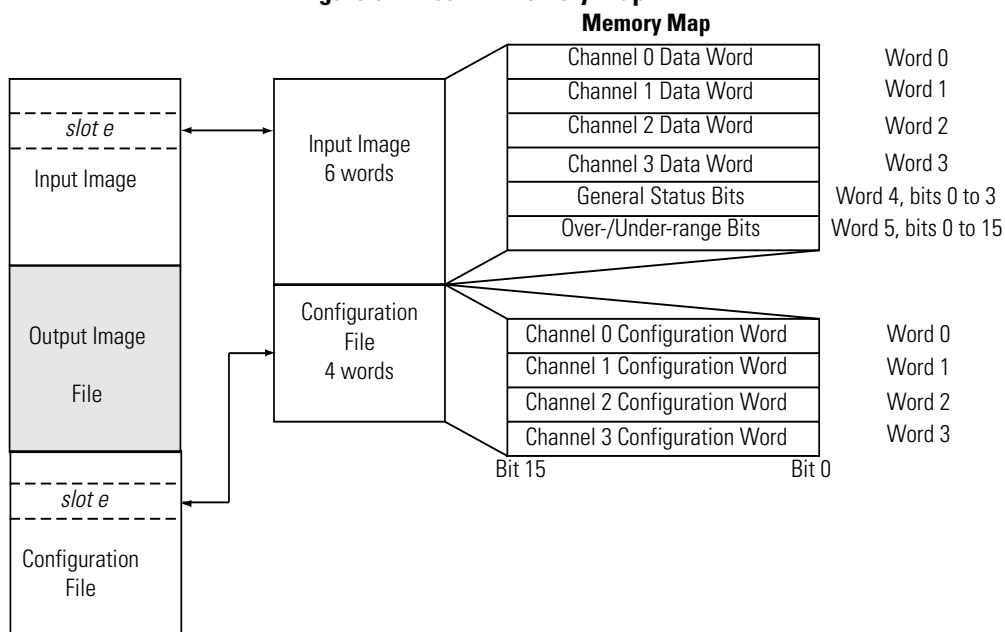 Memory Map
slot e
Input Image
Output Image
File
slot e
Configuration
File
Input Image
6 words
Configuration
File
4 words
Channel 0 Data Word
Word 0
Channel 1 Data Word
Word 1
Channel 2 Data Word
Word 2
Channel 3 Data Word
Word 3
General Status Bits
Word 4, bits 0 to 3
Over-/Under-range Bits
Word 5, bits 0 to 15
Channel 0 Configuration Word
Word 0
Channel 1 Configuration Word
Word 1
Channel 2 Configuration Word
Word 2
Channel 3 Configuration Word
Word 3
Bit 15
Bit 0